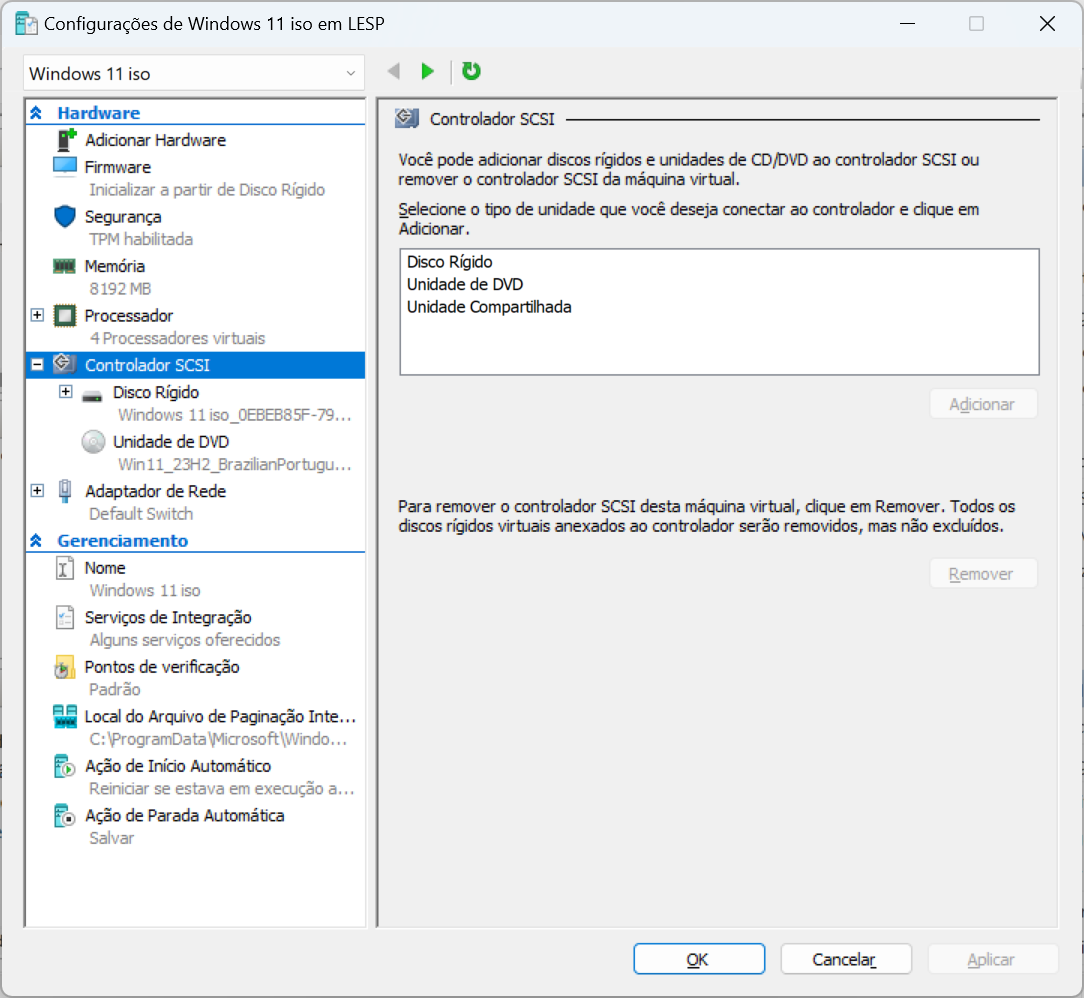 Configurações de Windows 11 iso em LESP
Windows 11 iso
Hardware
Adicionar Hardware
Firmware
Inicializar a partir de Disco Rígido
Segurança
TPM habilitada
Memória
8192 MB
Processador
4 Processadores virtuais
Controlador SCSI
Disco Rígido
Windows 11 iso_0EBEB85F-79...
Unidade de DVD
Win11_23H2_BrazilianPortugu...
Adaptador de Rede
Default Switch
Gerenciamento
Nome
Windows 11 iso
Serviços de Integração
Alguns serviços oferecidos
Pontos de verificação
Padrão
Local do Arquivo de Paginação Inte...
C:\ProgramData\Microsoft\Windo...
Ação de Início Automático
Reiniciar se estava em execução a...
Ação de Parada Automática
Salvar
Controlador SCSI
Você pode adicionar discos rígidos e unidades de CD/DVD ao controlador SCSI ou
remover o controlador SCSI da máquina virtual.
Selecione o tipo de unidade que você deseja conectar ao controlador e clique em
Adicionar.
Disco Rígido
Unidade de DVD
Unidade Compartilhada
Adicionar
Para remover o controlador SCSI desta máquina virtual, clique em Remover. Todos os
discos rígidos virtuais anexados ao controlador serão removidos, mas não excluídos.
Remover
OK
Cancelar
Aplicar